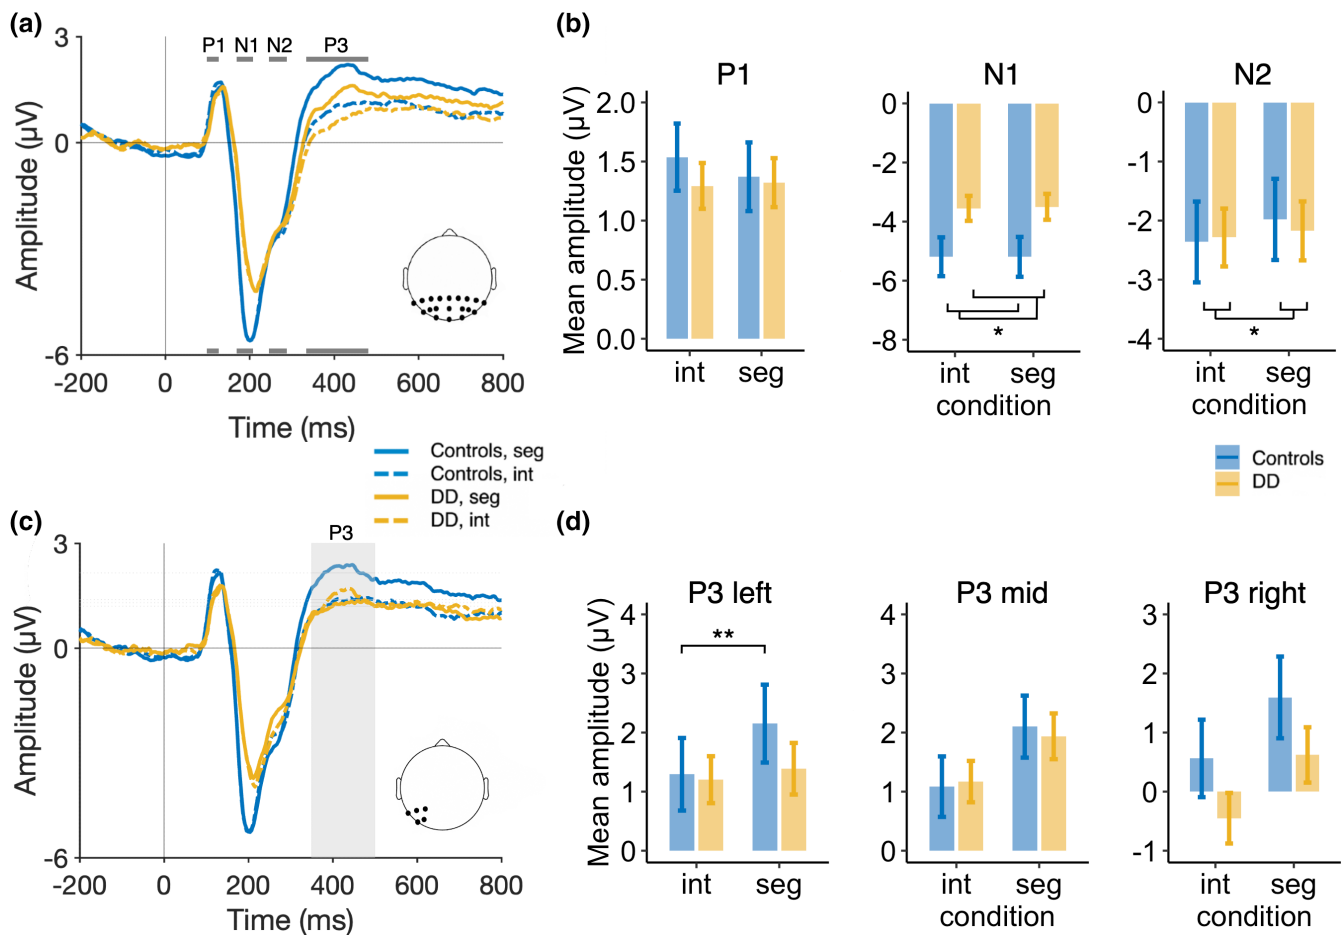 (a)
3
0
-6
Amplitude (µV)
P1 N1 N2 P3
-200 0 200 400 600 800
Time (ms)
(b)
P1
Mean amplitude (µV)
2.0
1.5
1.0
0.5
0.0
int seg
N1
0
-2
-4
-6
-8
*
int seg
condition
N2
0
-1
-2
-3
-4
*
int seg
condition
Controls, seg
Controls, int
DD, seg
DD, int
Controls
DD
(c)
P3
3
0
-6
Amplitude (µV)
-200 0 200 400 600 800
Time (ms)
(d)
P3 left
Mean amplitude (µV)
4
3
2
1
0
**
int seg
P3 mid
4
3
2
1
0
int seg
condition
P3 right
3
2
1
0
-1
int seg
condition